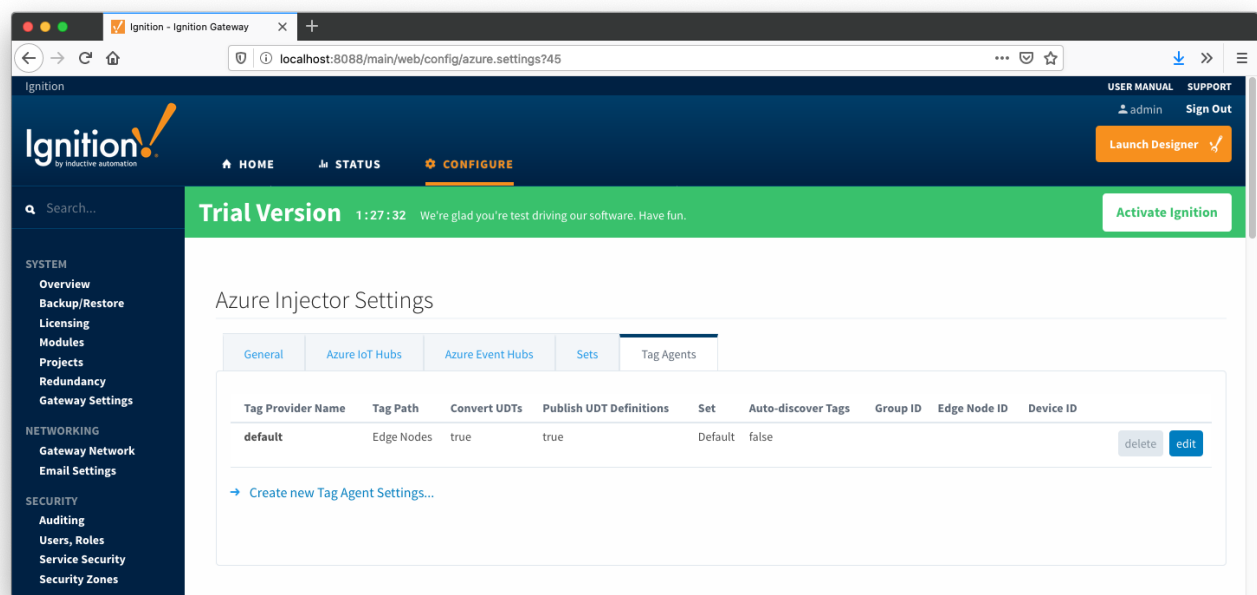 Ignition - Ignition Gateway
localhost:8088/main/web/config/azure.settings?45
Ignition
USER MANUAL SUPPORT
admin Sign Out
Ignition!
by inductive automation
Launch Designer
HOME STATUS CONFIGURE
Search...
Trial Version 1:27:32 We're glad you're test driving our software. Have fun.
Activate Ignition
SYSTEM
Overview
Backup/Restore
Licensing
Modules
Projects
Redundancy
Gateway Settings
NETWORKING
Gateway Network
Email Settings
SECURITY
Auditing
Users, Roles
Service Security
Security Zones
Azure Injector Settings
General Azure IoT Hubs Azure Event Hubs Sets Tag Agents
Tag Provider Name Tag Path Convert UDTs Publish UDT Definitions Set Auto-discover Tags Group ID Edge Node ID Device ID
default Edge Nodes true true Default false
delete edit
Create new Tag Agent Settings...